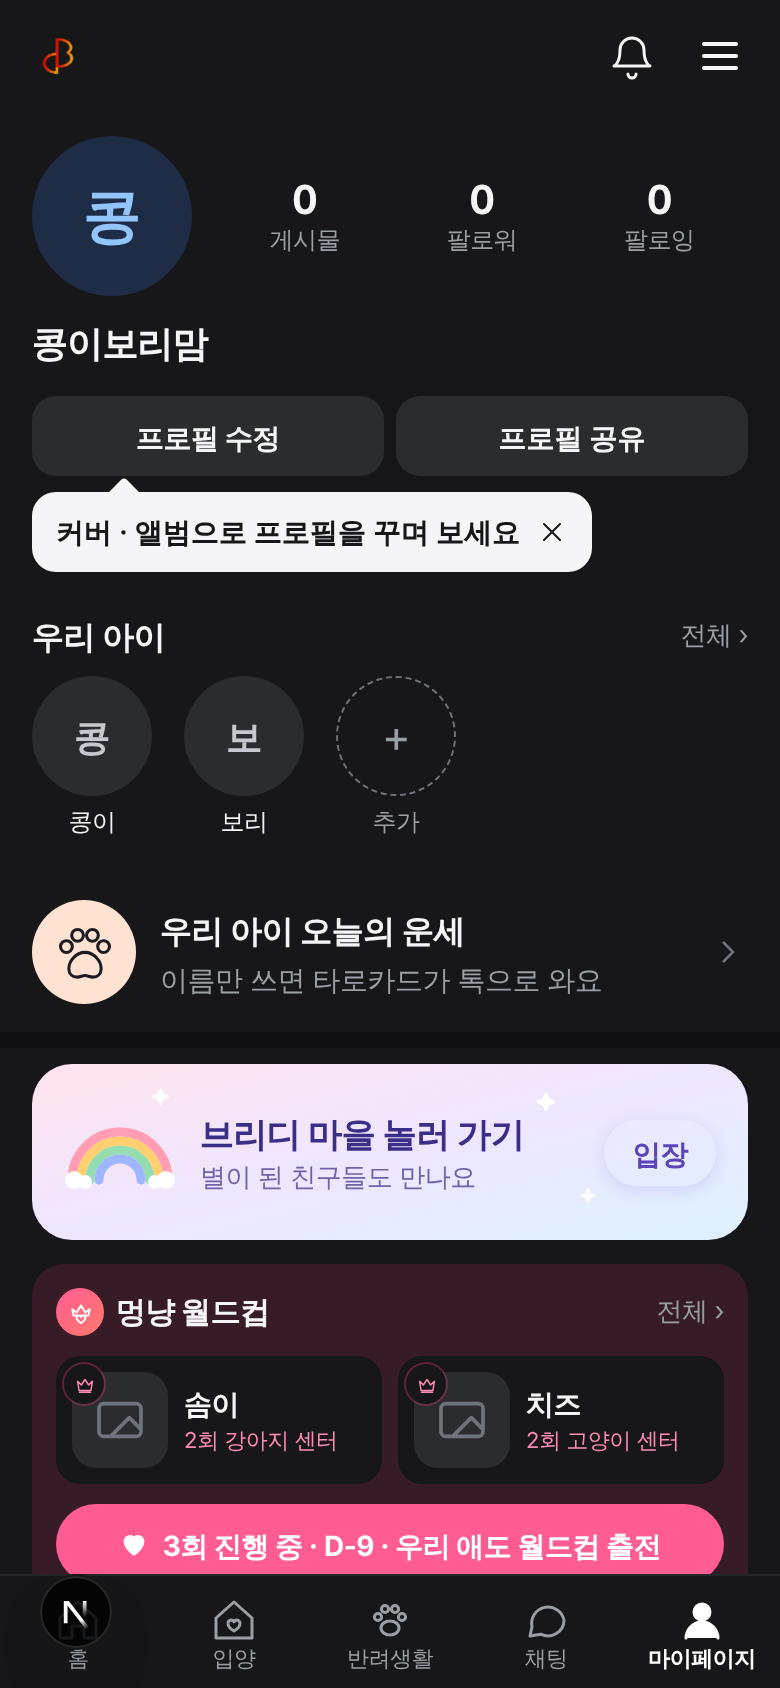 콩
0
0
0
게시물
팔로워
팔로잉
콩이보리맘
프로필 수정
프로필 공유
커버 · 앨범으로 프로필을 꾸며 보세요
우리 아이
전체 ›
콩
보
+
콩이
보리
추가
우리 아이 오늘의 운세
이름만 쓰면 타로카드가 톡으로 와요
브리디 마을 놀러 가기
별이 된 친구들도 만나요
입장
멍냥 월드컵
전체 ›
솜이
2회 강아지 센터
치즈
2회 고양이 센터
3회 진행 중 · D-9 · 우리 애도 월드컵 출전
N
홈
입양
반려생활
채팅
마이페이지